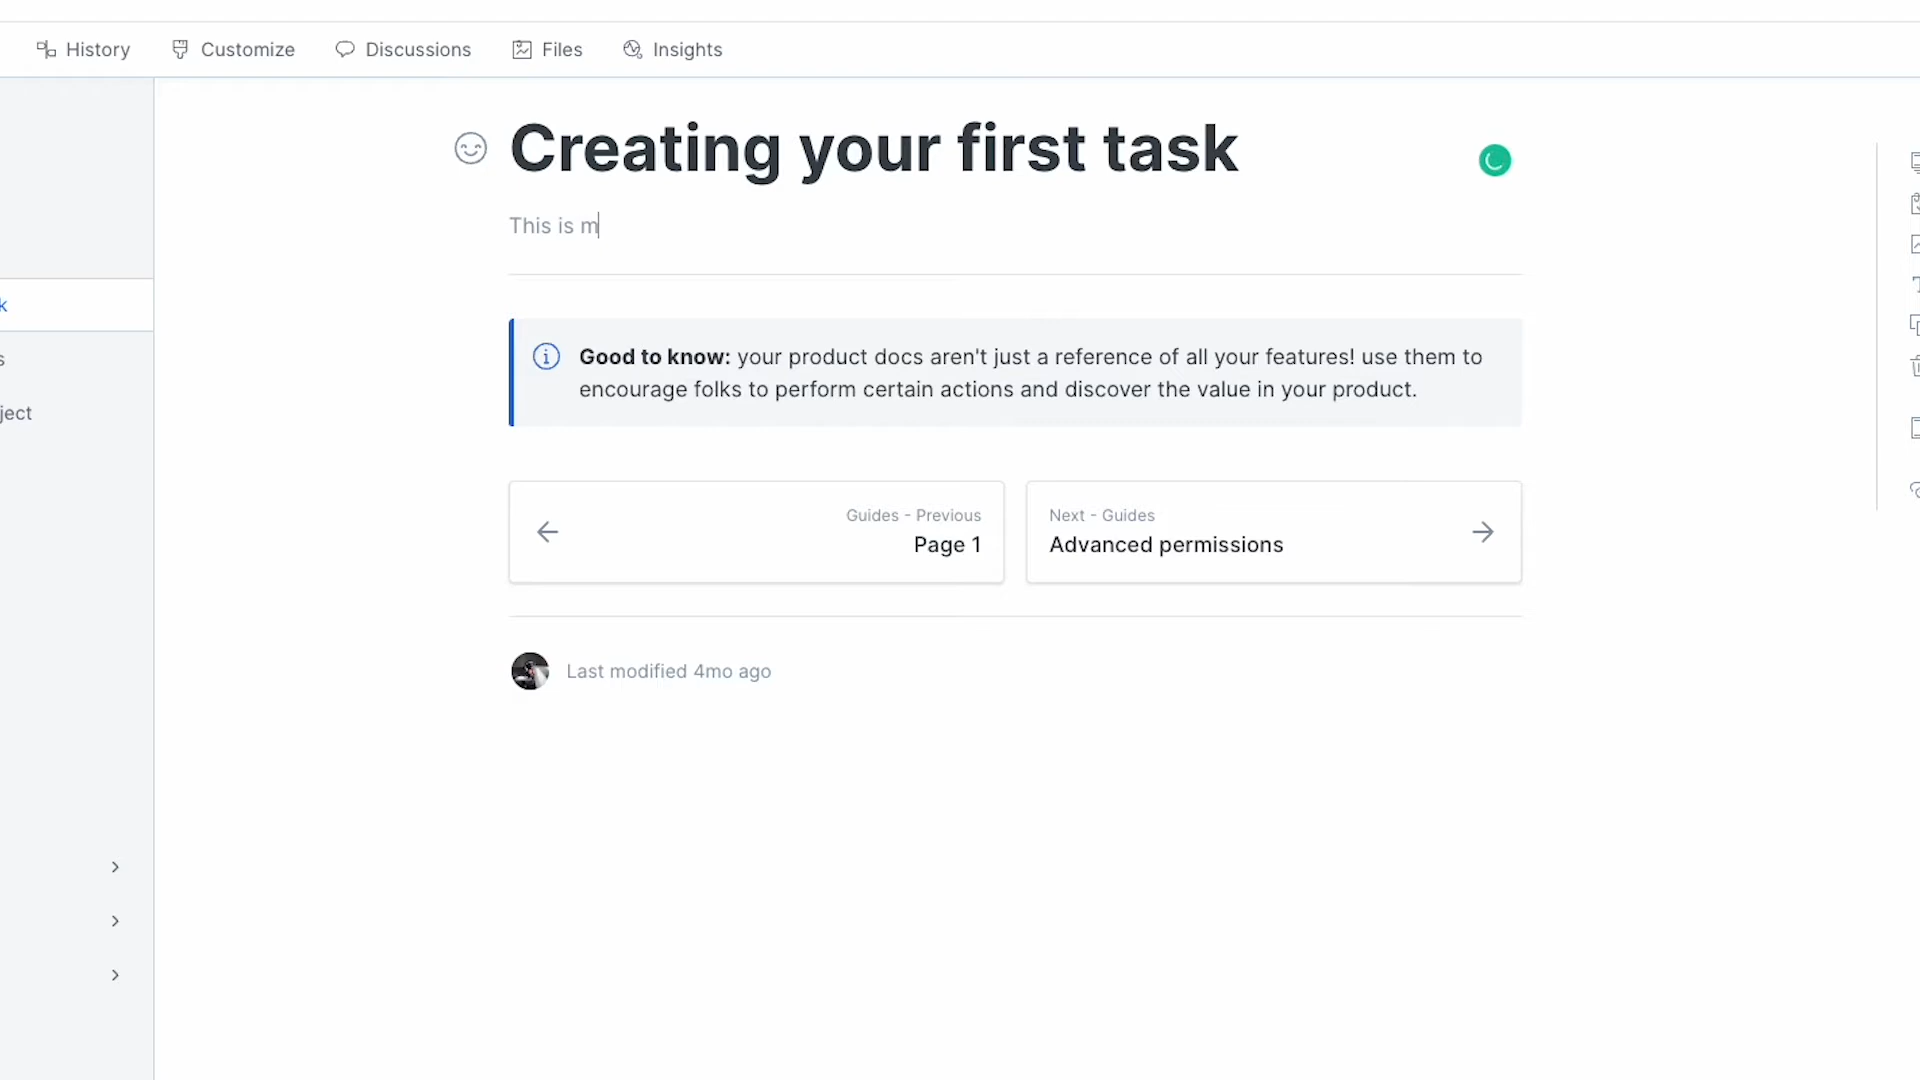 History Customize Discussions Files Insights
Creating your first task
This is m
k
s
ject
Good to know: your product docs aren't just a reference of all your features! use them to
encourage folks to perform certain actions and discover the value in your product.
Guides - Previous
Page 1
Next - Guides
Advanced permissions
Last modified 4mo ago